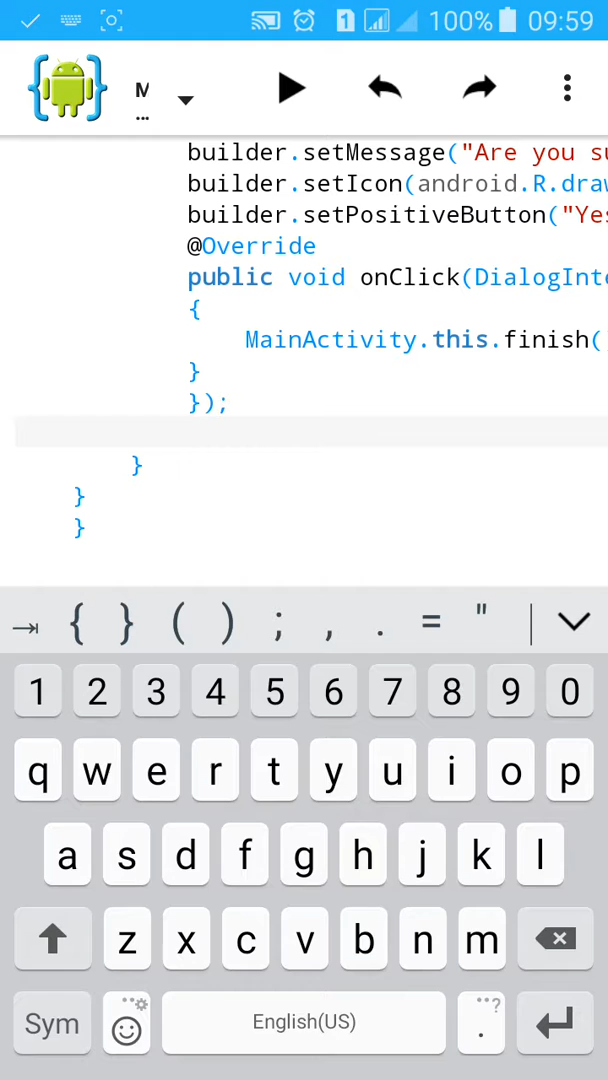 1 100% 09:59
M
...
builder.setMessage("Are you su
builder.setIcon(android.R.draw
builder.setPositiveButton("Yes
@Override
public void onClick(DialogInte
{
MainActivity.this.finish(
}
});
}
}
}
{ } ( ) ; , . = " |
1 2 3 4 5 6 7 8 9 0
q w e r t y u i o p
a s d f g h j k l
z x c v b n m
Sym English(US) .